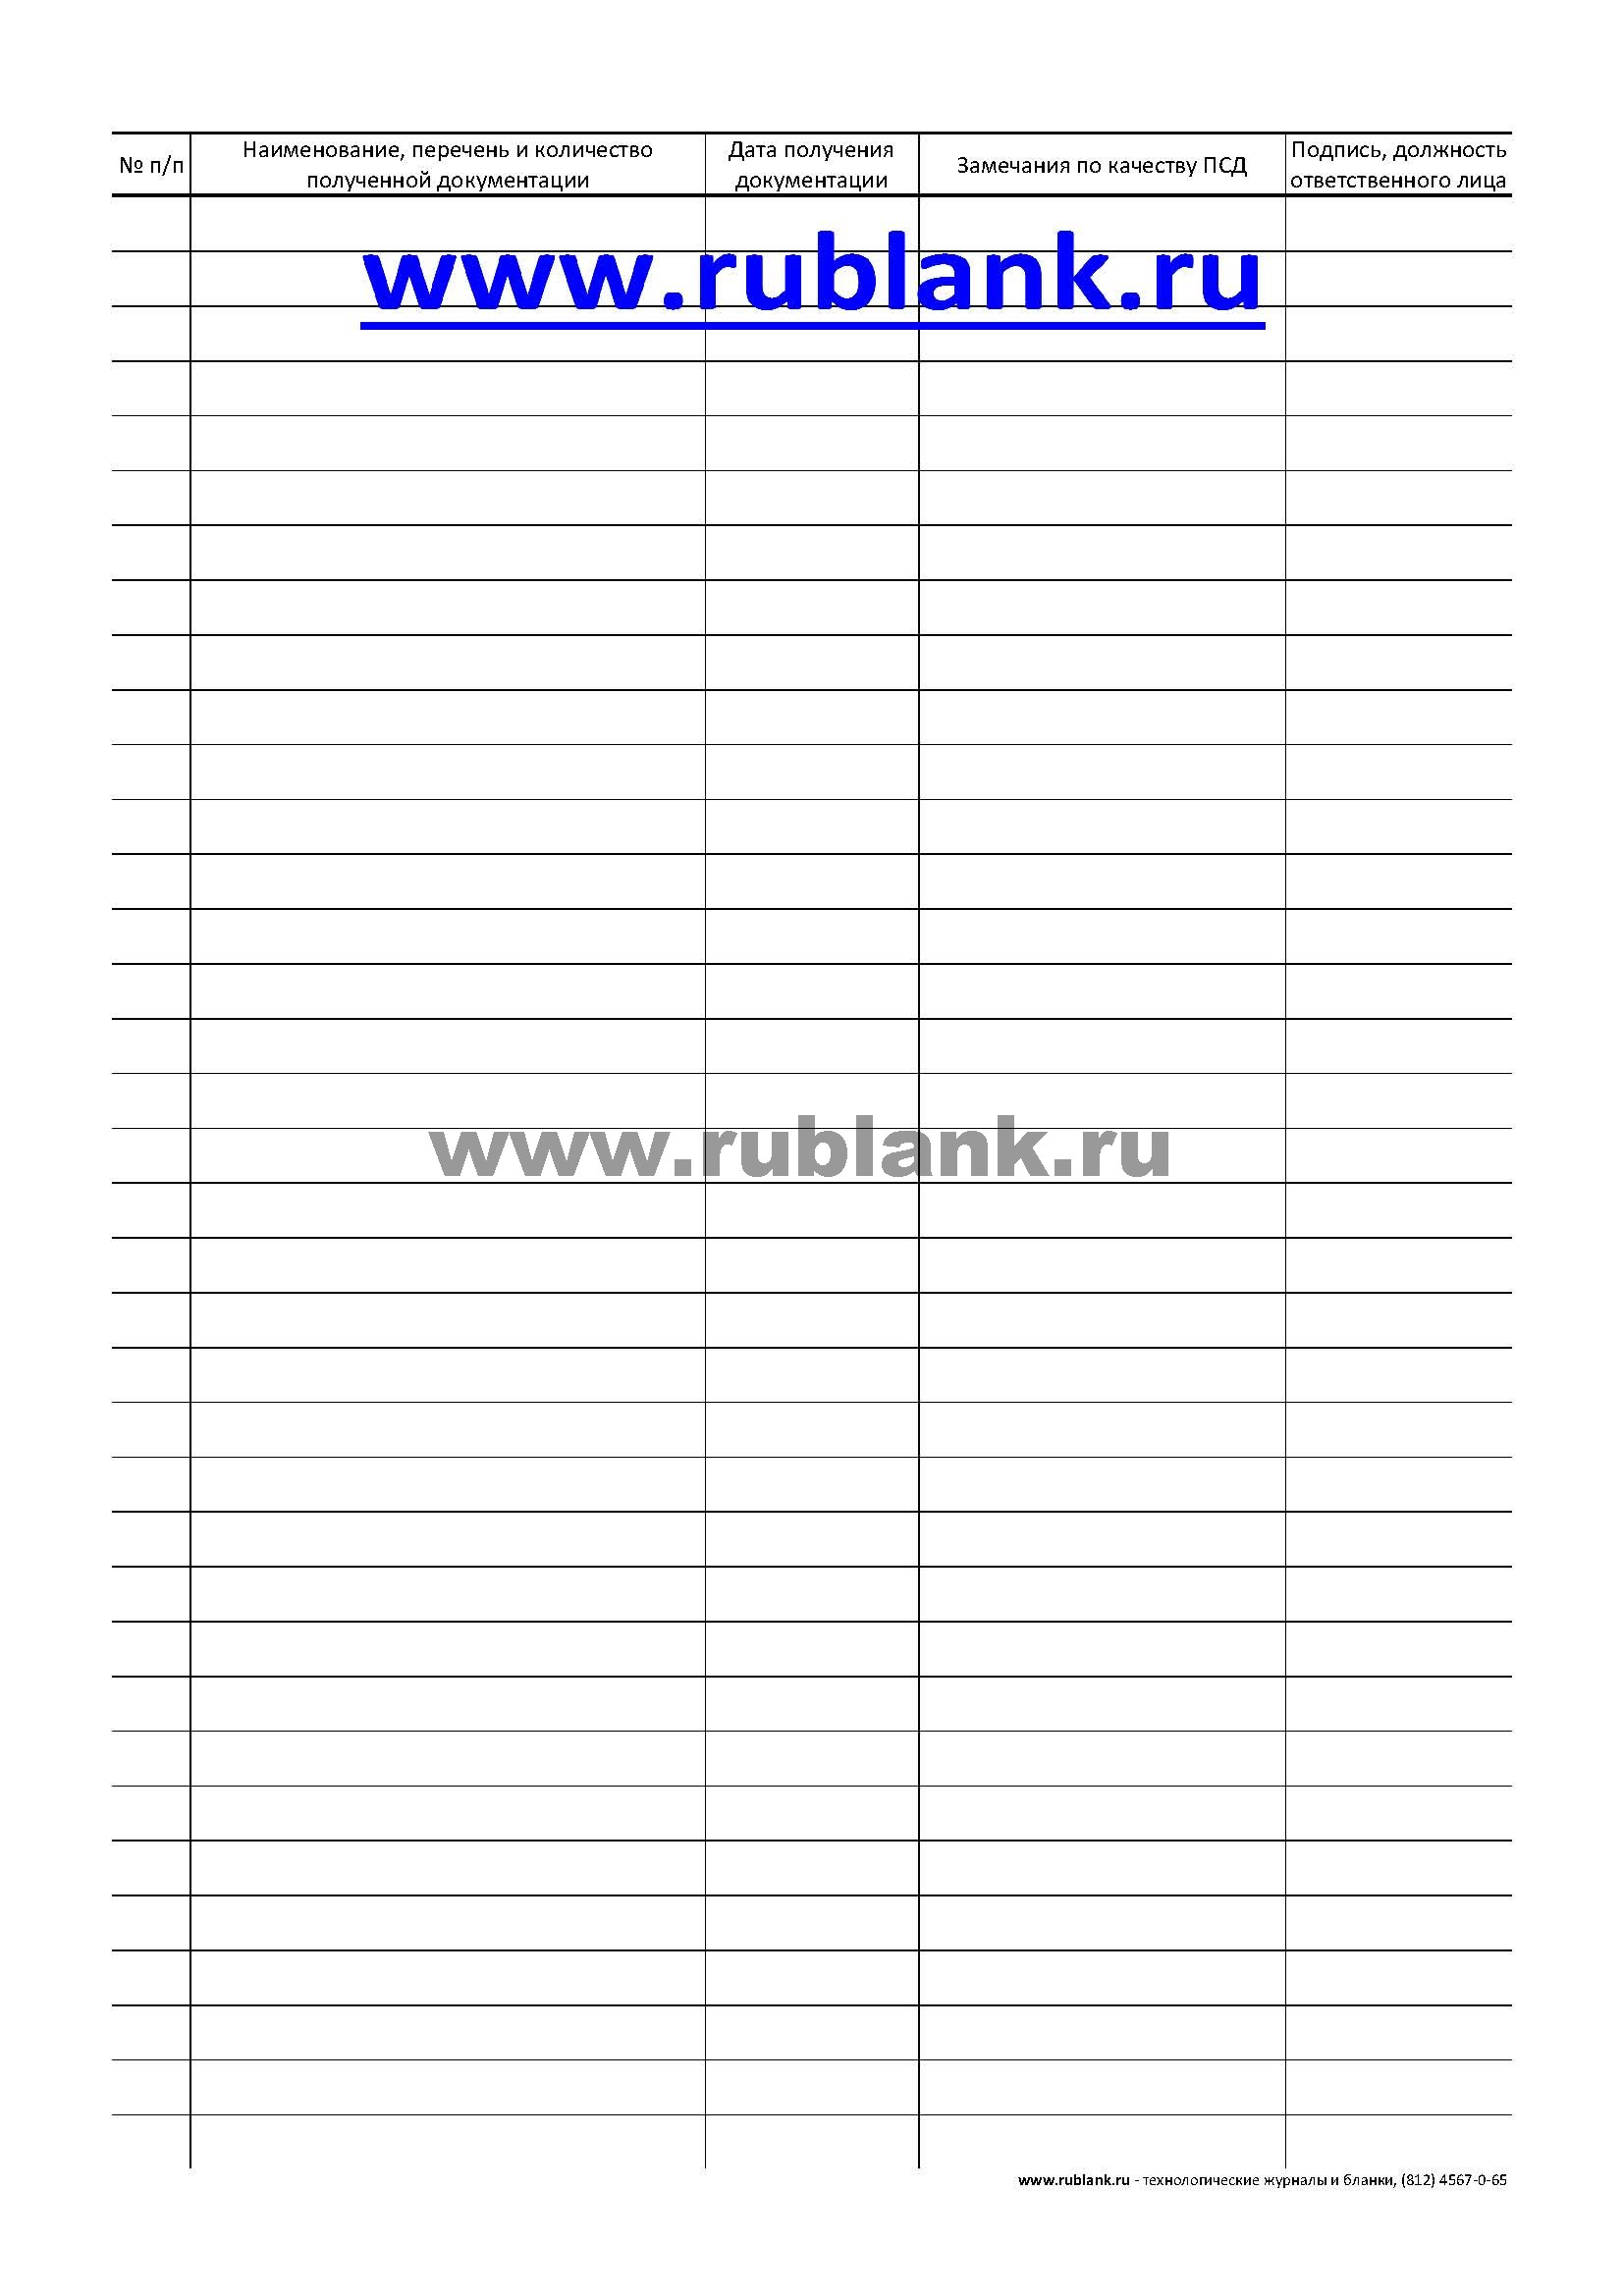 № п/п
Наименование, перечень и количество
полученной документации
Дата получения
документации
Замечания по качеству ПСД
Подпись, должность
ответственного лица
www.rublank.ru
www.rublank.ru
www.rublank.ru - технологические журналы и бланки, (812) 4567-0-65